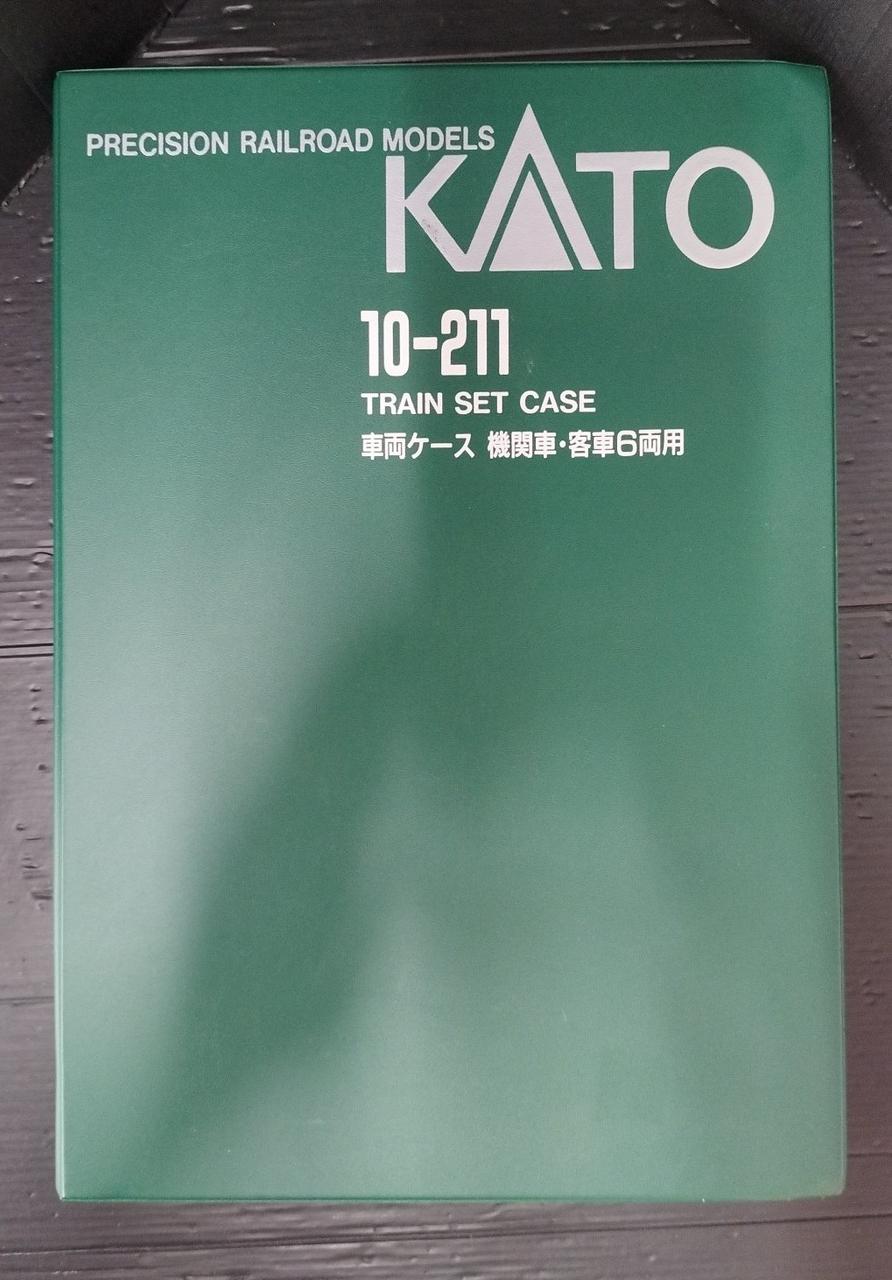 PRECISION RAILROAD MODELS
KATO
10-211
TRAIN SET CASE
車両ケース 機関車・客車6両用